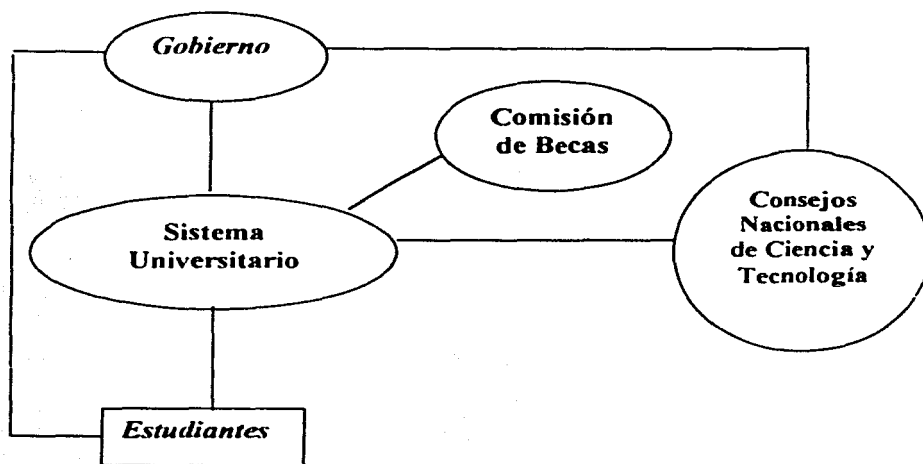 Gobierno
Comisión
de Becas
Sistema
Universitario
Consejos
Nacionales
de Ciencia y
Tecnología
Estudiantes